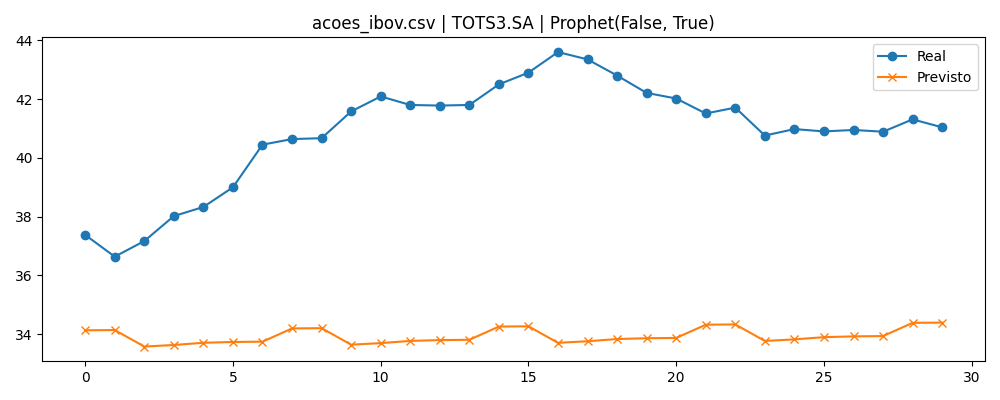 acoes_ibov.csv | TOTS3.SA | Prophet(False, True)
Real
Previsto
44
42
40
38
36
34
0 5 10 15 20 25 30